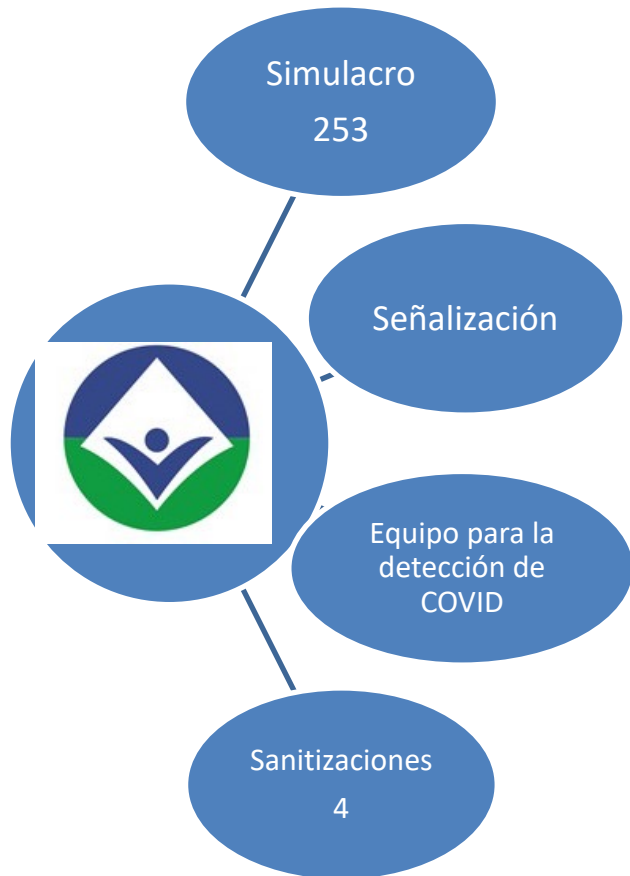 Simulacro
253
Señalización
Equipo para la
detección de
COVID
Sanitizaciones
4